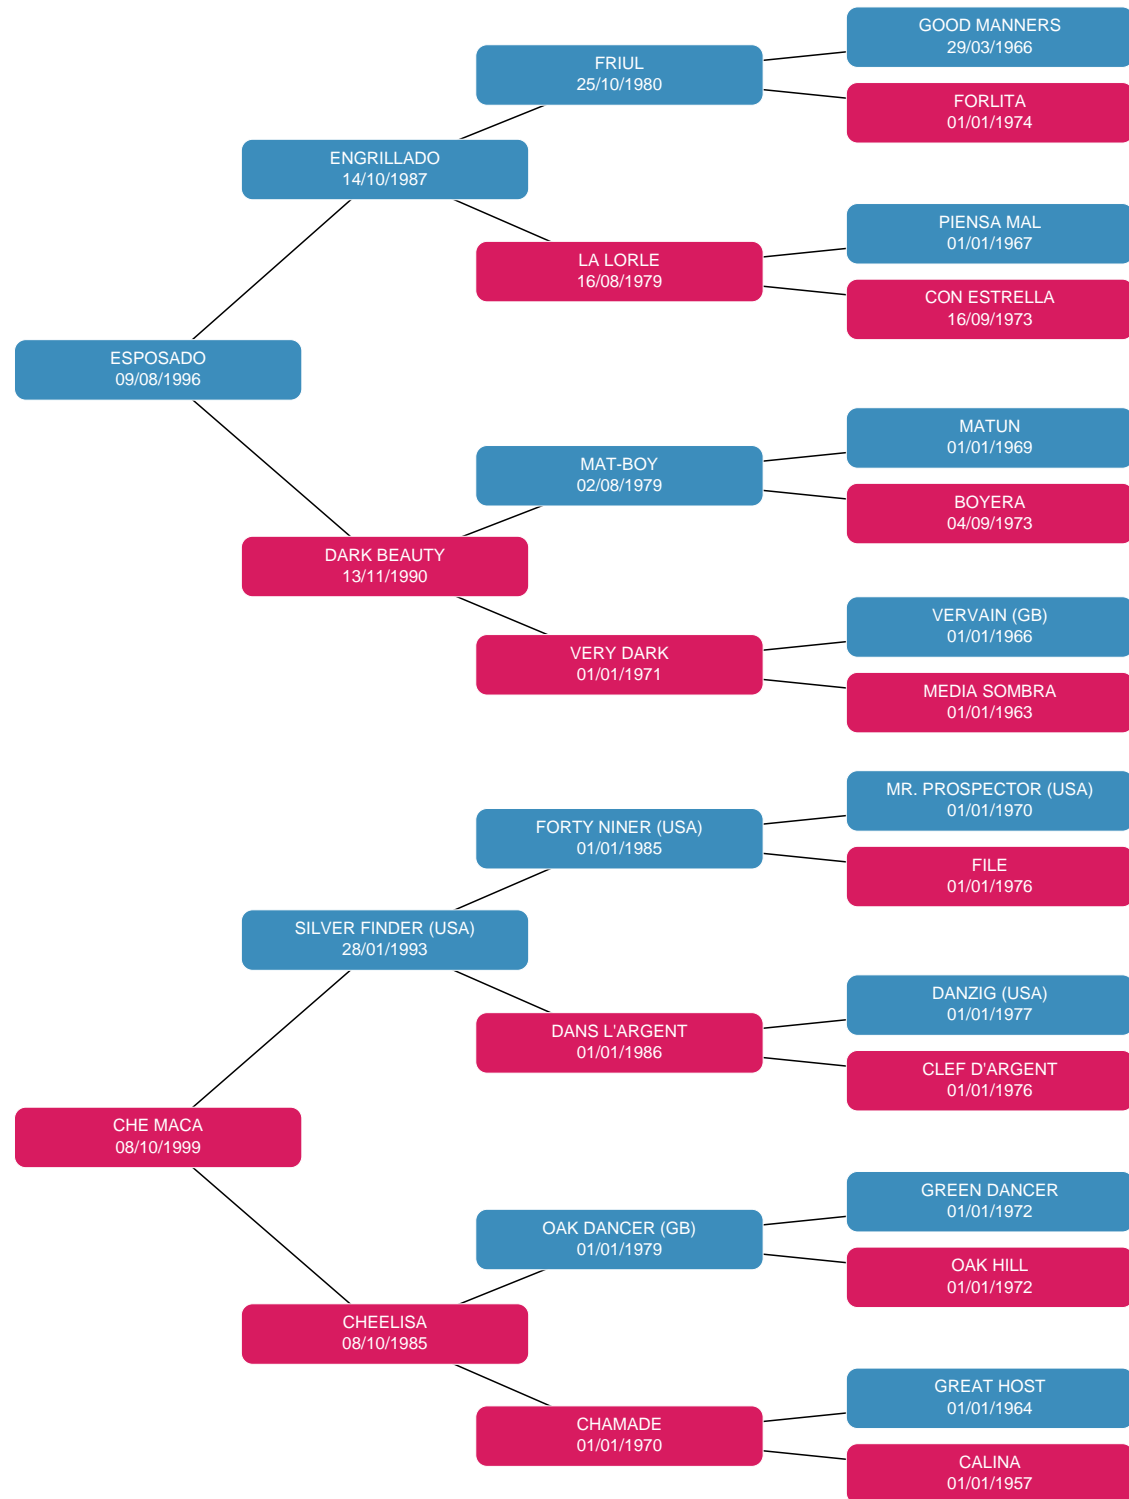 GOOD MANNERS
29/03/1966
FRIUL
25/10/1980
FORLITA
01/01/1974
ENGRILLADO
14/10/1987
PIENSA MAL
01/01/1967
LA LORLE
16/08/1979
CON ESTRELLA
16/09/1973
ESPOSADO
09/08/1996
MATUN
01/01/1969
MAT-BOY
02/08/1979
BOYERA
04/09/1973
DARK BEAUTY
13/11/1990
VERVAIN (GB)
01/01/1966
VERY DARK
01/01/1971
MEDIA SOMBRA
01/01/1963
MR. PROSPECTOR (USA)
01/01/1970
FORTY NINER (USA)
01/01/1985
FILE
01/01/1976
SILVER FINDER (USA)
28/01/1993
DANZIG (USA)
01/01/1977
DANS L'ARGENT
01/01/1986
CLEF D'ARGENT
01/01/1976
CHE MACA
08/10/1999
GREEN DANCER
01/01/1972
OAK DANCER (GB)
01/01/1979
OAK HILL
01/01/1972
CHEELISA
08/10/1985
GREAT HOST
01/01/1964
CHAMADE
01/01/1970
CALINA
01/01/1957